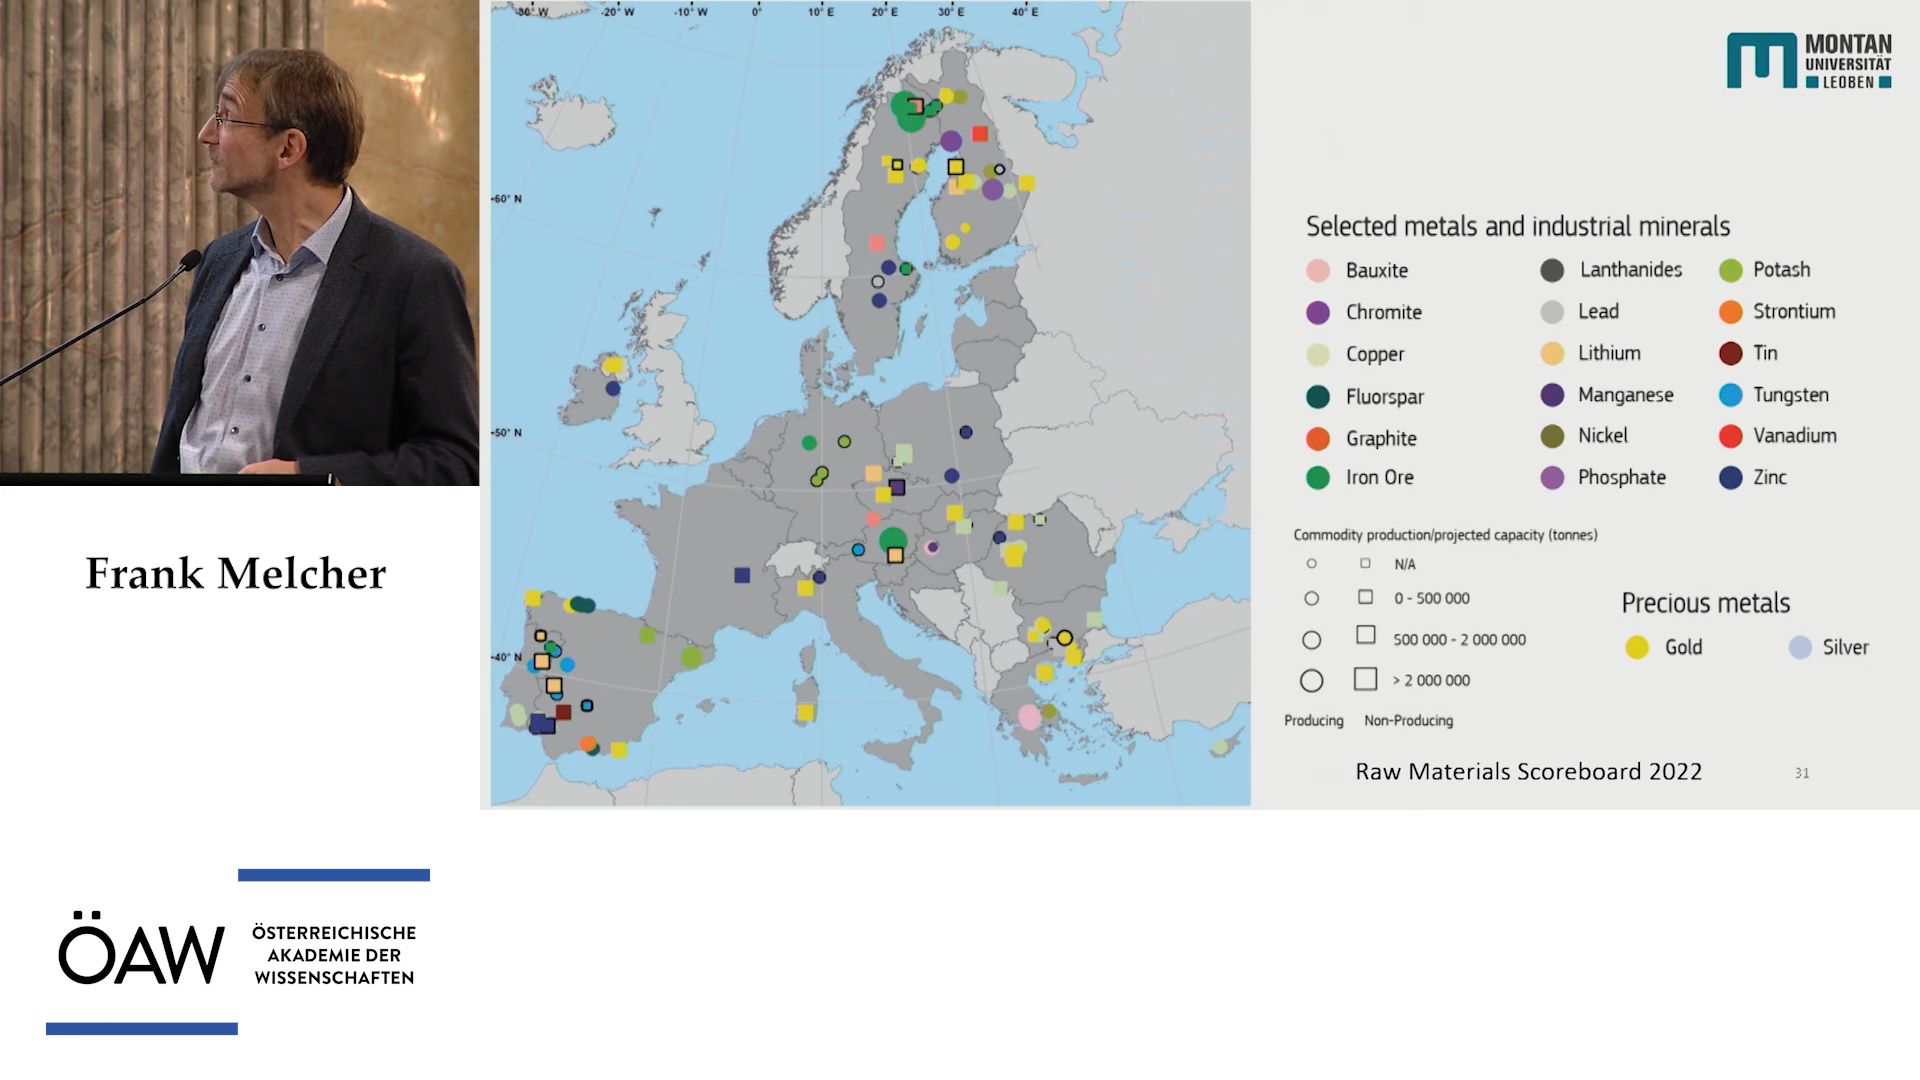 30° W
-20° W
-10° W
0°
10° E
20° E
30° E
40° E
-60° N
-50° N
-40° N
MONTAN
UNIVERSITÄT
LEOBEN
Selected metals and industrial minerals
Bauxite
Lanthanides
Potash
Chromite
Lead
Strontium
Copper
Lithium
Tin
Fluorspar
Manganese
Tungsten
Graphite
Nickel
Vanadium
Iron Ore
Phosphate
Zinc
Commodity production/projected capacity (tonnes)
N/A
0 - 500 000
500 000 - 2 000 000
> 2 000 000
Producing
Non-Producing
Precious metals
Gold
Silver
Raw Materials Scoreboard 2022
31
Frank Melcher
ÖAW
ÖSTERREICHISCHE
AKADEMIE DER
WISSENSCHAFTEN